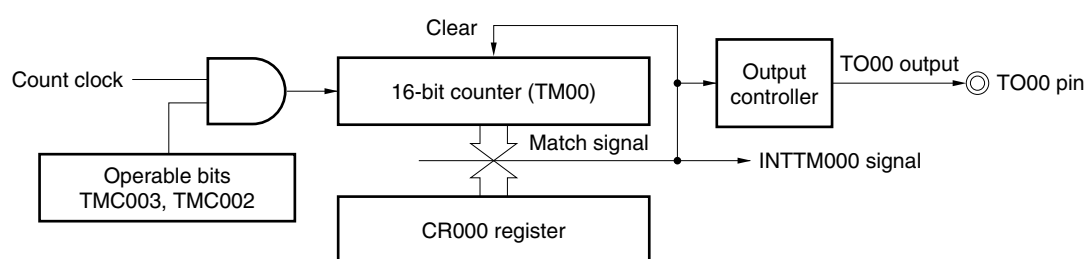 Clear
Count clock
16-bit counter (TM00)
Output
controller
TO00 output
TO00 pin
Operable bits
TMC003, TMC002
Match signal
INTTM000 signal
CR000 register